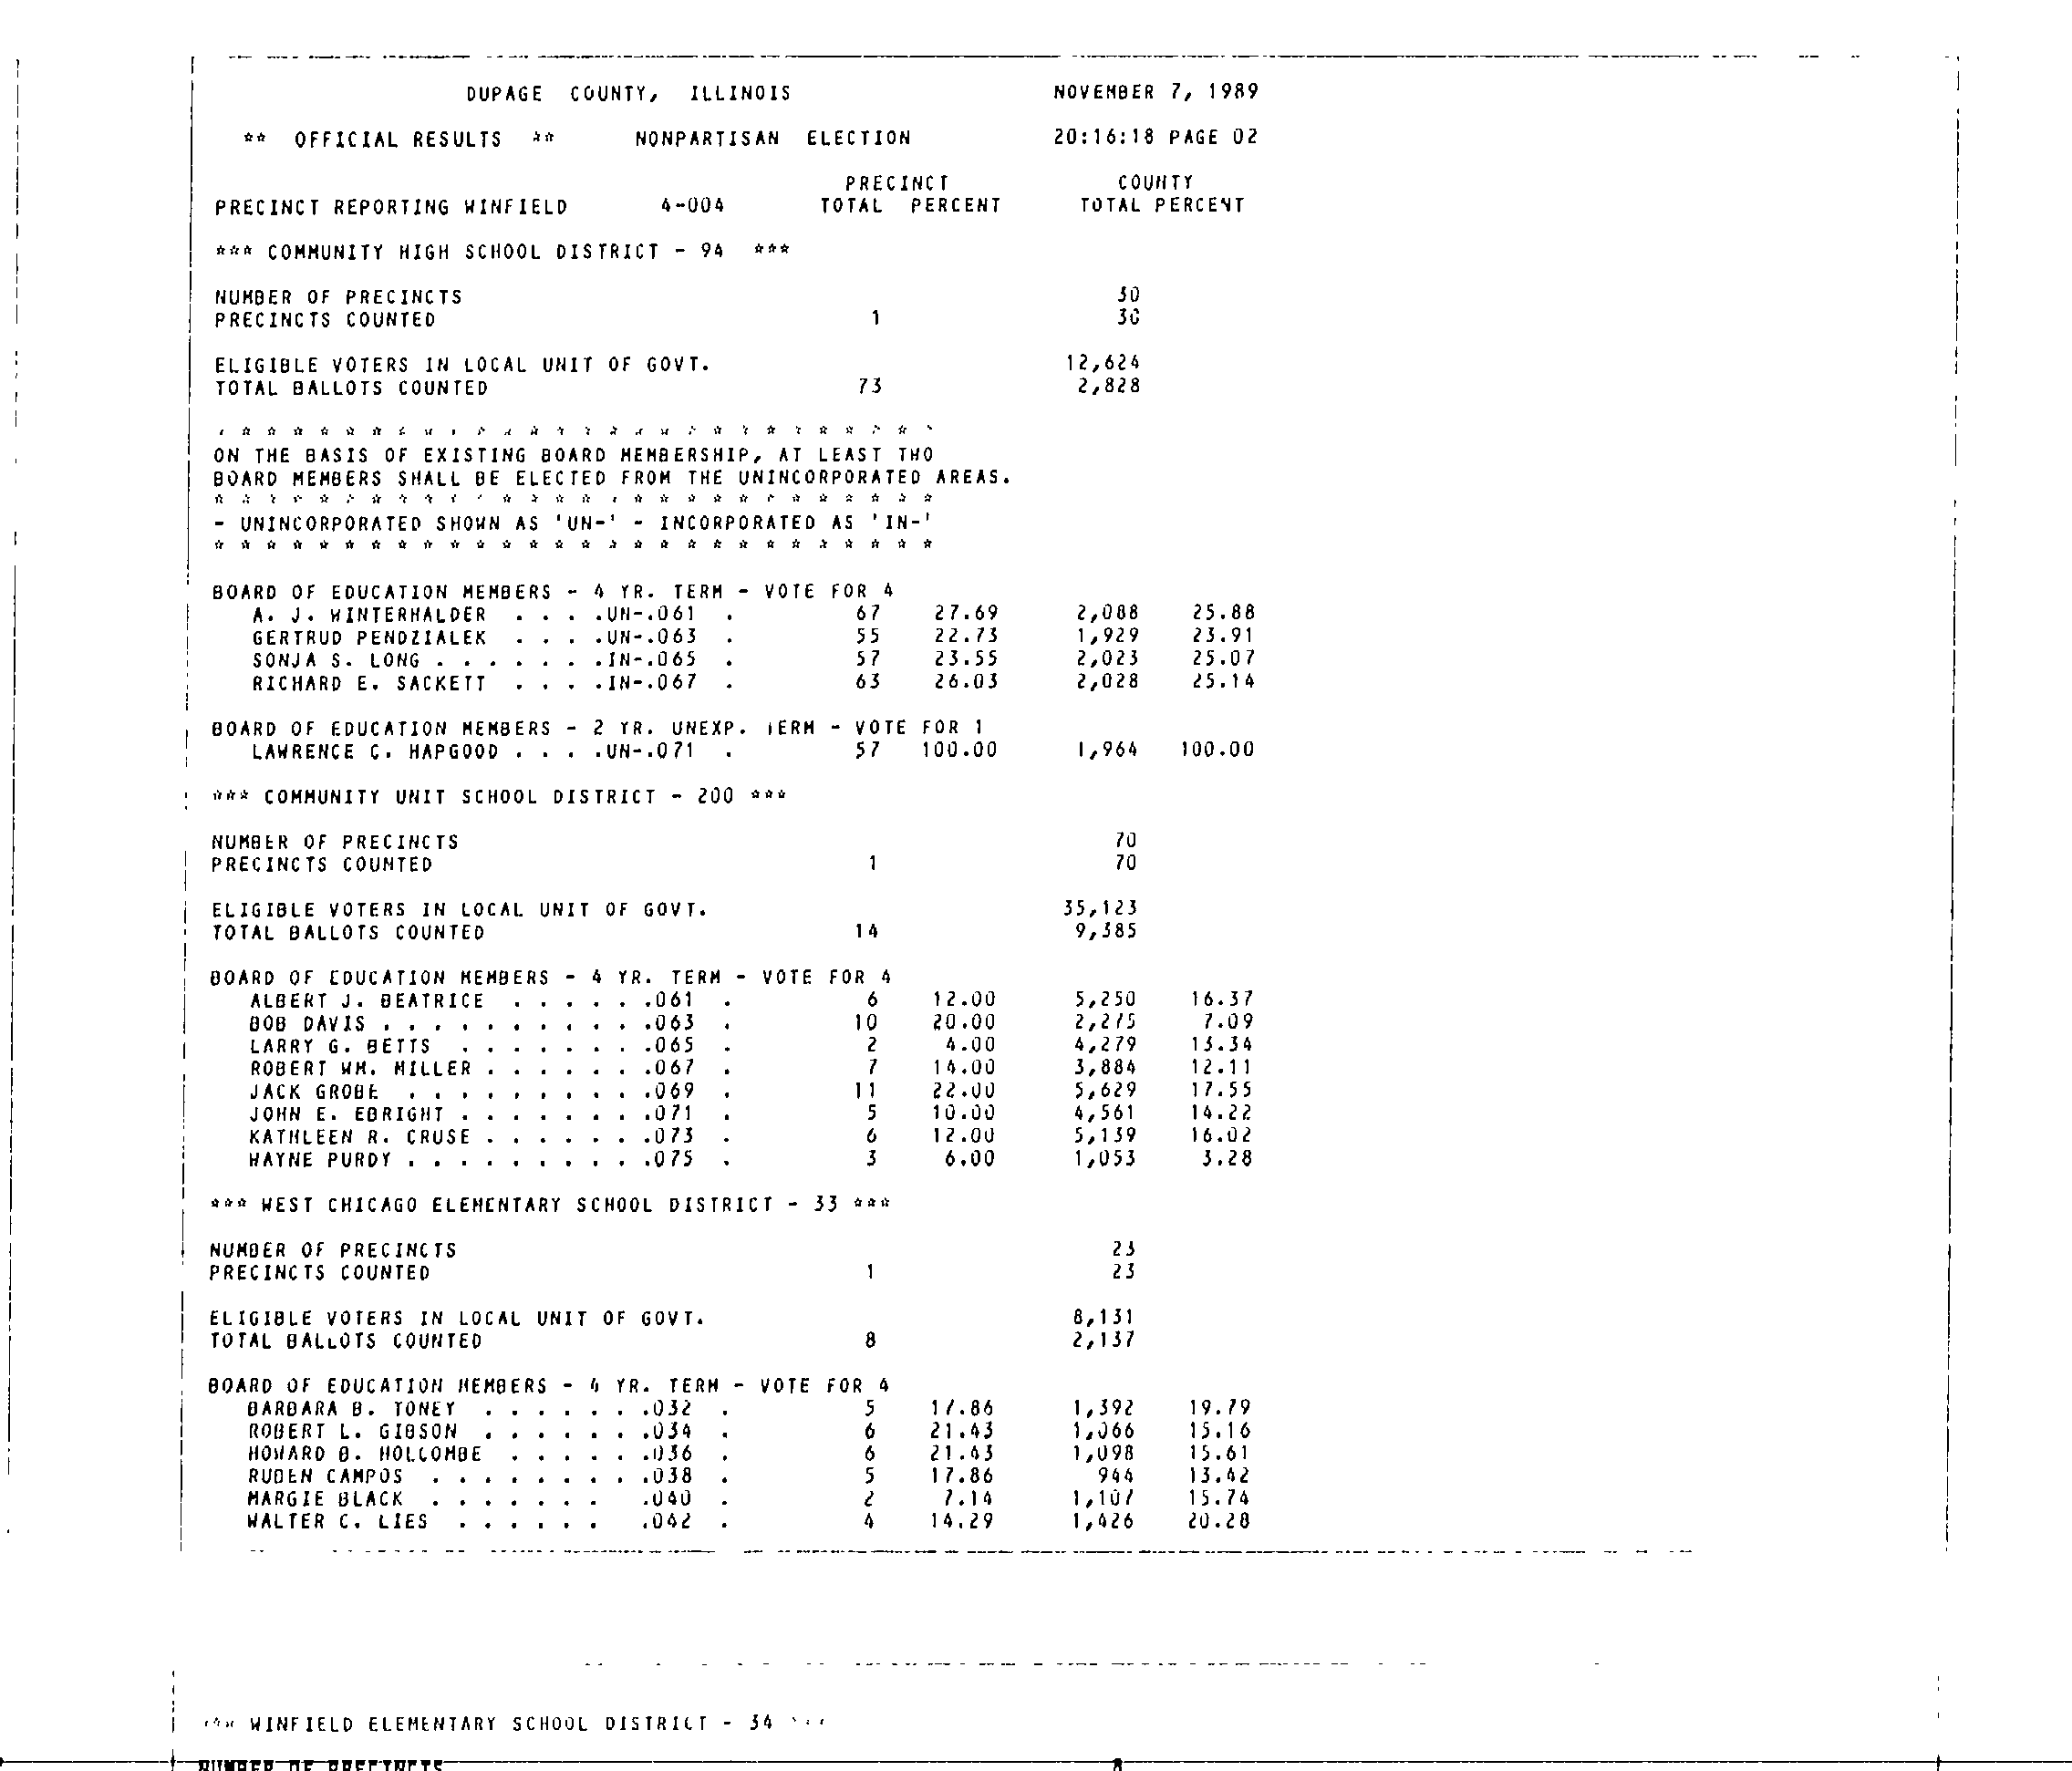 DUPAGE COUNTY, ILLINOIS NOVEMBER 7, 1989
** OFFICIAL RESULTS ** NONPARTISAN ELECTION 20:16:18 PAGE 02
PRECINCT COUNTY
PRECINCT REPORTING WINFIELD 4-004 TOTAL PERCENT TOTAL PERCENT
*** COMMUNITY HIGH SCHOOL DISTRICT - 94 ***
NUMBER OF PRECINCTS 30
PRECINCTS COUNTED 1 30
ELIGIBLE VOTERS IN LOCAL UNIT OF GOVT. 12,624
TOTAL BALLOTS COUNTED 73 2,828
* * * * * * * * * * * * * * * * * * * * * * * * * * * *
ON THE BASIS OF EXISTING BOARD MEMBERSHIP, AT LEAST TWO
BOARD MEMBERS SHALL BE ELECTED FROM THE UNINCORPORATED AREAS.
* * * * * * * * * * * * * * * * * * * * * * * * * * * *
- UNINCORPORATED SHOWN AS 'UN-' - INCORPORATED AS 'IN-'
* * * * * * * * * * * * * * * * * * * * * * * * * * * *
BOARD OF EDUCATION MEMBERS - 4 YR. TERM - VOTE FOR 4
A. J. WINTERHALDER . . . .UN-.061 . 67 27.69 2,088 25.88
GERTRUD PENDZIALEK . . . .UN-.063 . 55 22.73 1,929 23.91
SONJA S. LONG . . . . . . .IN-.065 . 57 23.55 2,023 25.07
RICHARD E. SACKETT . . . .IN-.067 . 63 26.03 2,028 25.14
BOARD OF EDUCATION MEMBERS - 2 YR. UNEXP. TERM - VOTE FOR 1
LAWRENCE C. HAPGOOD . . . .UN-.071 . 57 100.00 1,964 100.00
*** COMMUNITY UNIT SCHOOL DISTRICT - 200 ***
NUMBER OF PRECINCTS 70
PRECINCTS COUNTED 1 70
ELIGIBLE VOTERS IN LOCAL UNIT OF GOVT. 35,123
TOTAL BALLOTS COUNTED 14 9,385
BOARD OF EDUCATION MEMBERS - 4 YR. TERM - VOTE FOR 4
ALBERT J. BEATRICE . . . . . .061 . 6 12.00 5,250 16.37
BOB DAVIS . . . . . . . . . . .063 . 10 20.00 2,275 7.09
LARRY G. BETTS . . . . . . . .065 . 2 4.00 4,279 13.34
ROBERT WM. MILLER . . . . . . .067 . 7 14.00 3,884 12.11
JACK GROBE . . . . . . . . . .069 . 11 22.00 5,629 17.55
JOHN E. EBRIGHT . . . . . . . .071 . 5 10.00 4,561 14.22
KATHLEEN R. CRUSE . . . . . . .073 . 6 12.00 5,139 16.02
WAYNE PURDY . . . . . . . . . .075 . 3 6.00 1,053 3.28
*** WEST CHICAGO ELEMENTARY SCHOOL DISTRICT - 33 ***
NUMBER OF PRECINCTS 23
PRECINCTS COUNTED 1 23
ELIGIBLE VOTERS IN LOCAL UNIT OF GOVT. 8,131
TOTAL BALLOTS COUNTED 8 2,137
BOARD OF EDUCATION MEMBERS - 4 YR. TERM - VOTE FOR 4
BARBARA B. TONEY . . . . . . .032 . 5 17.86 1,392 19.79
ROBERT L. GIBSON . . . . . . .034 . 6 21.43 1,066 15.16
HOWARD B. HOLCOMBE . . . . . .036 . 6 21.43 1,098 15.61
RUBEN CAMPOS . . . . . . . . .038 . 5 17.86 944 13.42
MARGIE BLACK . . . . . . . .040 . 2 7.14 1,107 15.74
WALTER C. LIES . . . . . . .042 . 4 14.29 1,426 20.28
*** WINFIELD ELEMENTARY SCHOOL DISTRICT - 34 ***
NUMBER OF PRECINCTS 8